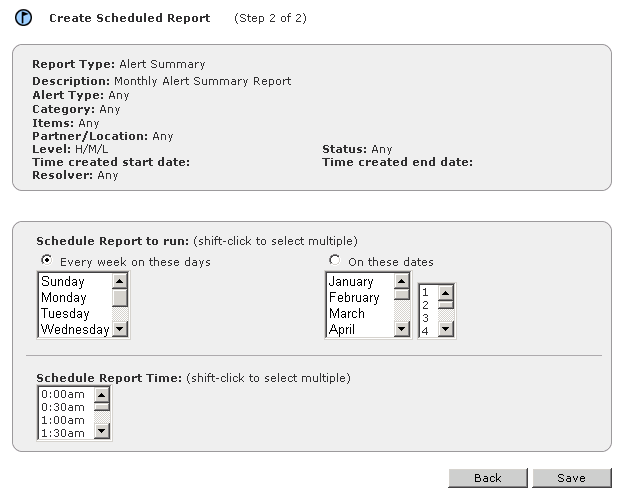 Create Scheduled Report (Step 2 of 2)
Report Type: Alert Summary
Description: Monthly Alert Summary Report
Alert Type: Any
Category: Any
Items: Any
Partner/Location: Any
Level: H/M/L Status: Any
Time created start date: Time created end date:
Resolver: Any
Schedule Report to run: (shift-click to select multiple)
Every week on these days On these dates
Sunday
Monday
Tuesday
Wednesday
January
February
March
April
1
2
3
4
Schedule Report Time: (shift-click to select multiple)
0:00am
0:30am
1:00am
1:30am
Back Save